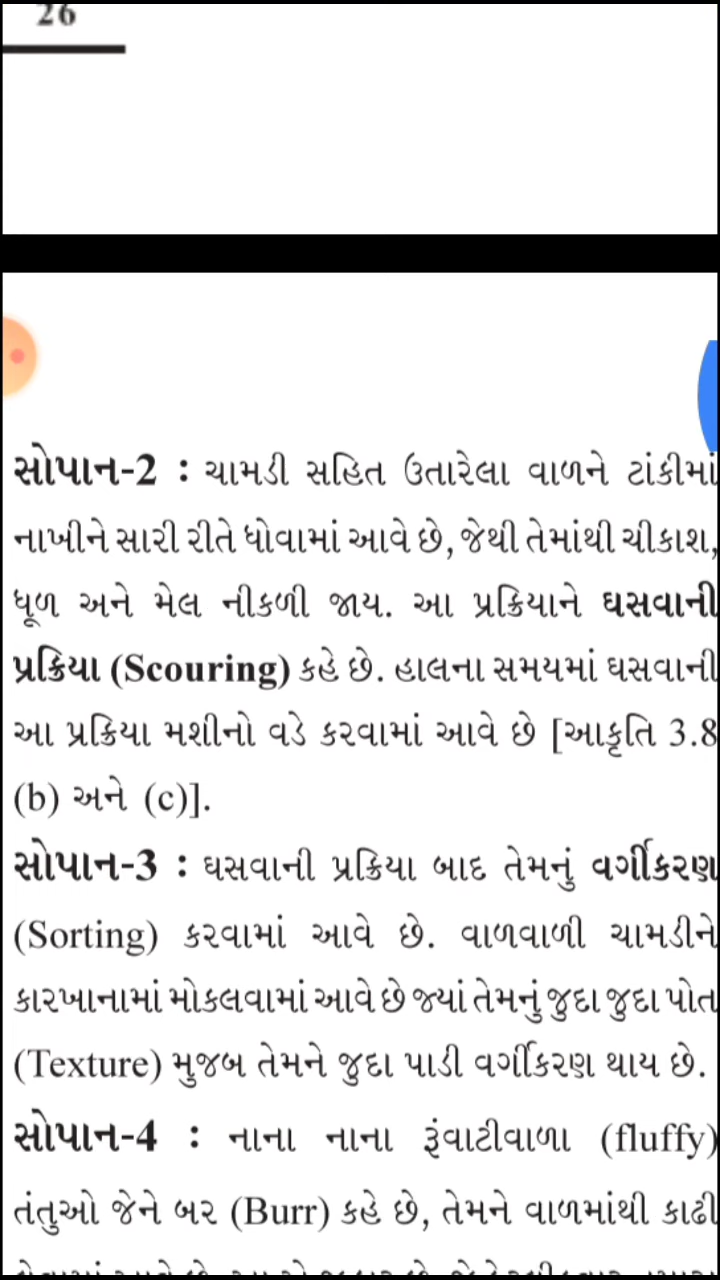 26
સોપાન-2 : ચામડી સહિત ઉતારેલા વાળને ટાંકીમાં
નાખીને સારી રીતે ધોવામાં આવે છે, જેથી તેમાંથી ચીકાશ,
ધૂળ અને મેલ નીકળી જાય. આ પ્રક્રિયાને ઘસવાની
પ્રક્રિયા (Scouring) કહે છે. હાલના સમયમાં ઘસવાની
આ પ્રક્રિયા મશીનો વડે કરવામાં આવે છે [આકૃતિ 3.8
(b) અને (c)].
સોપાન-3 : ઘસવાની પ્રક્રિયા બાદ તેમનું વર્ગીકરણ
(Sorting) કરવામાં આવે છે. વાળવાળી ચામડીને
કારખાનામાં મોકલવામાં આવે છે જ્યાં તેમનું જુદા જુદા પોત
(Texture) મુજબ તેમને જુદા પાડી વર્ગીકરણ થાય છે.
સોપાન-4 : નાના નાના રૂંવાટીવાળા (fluffy)
તંતુઓ જેને બર (Burr) કહે છે, તેમને વાળમાંથી કાઢી